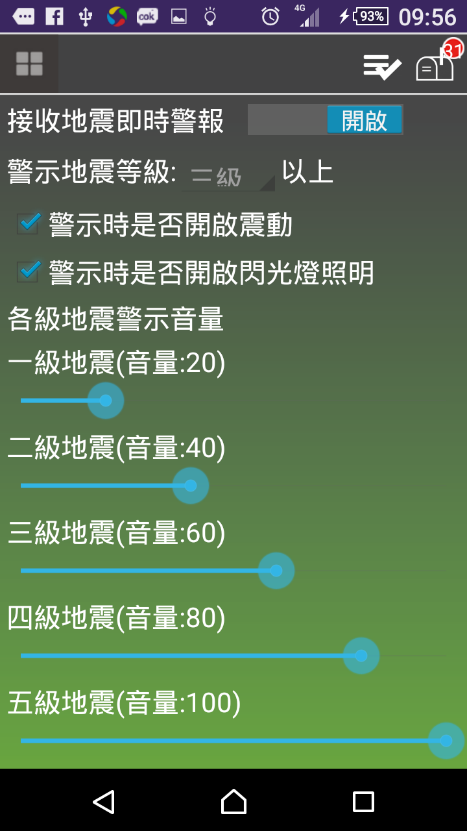 cok 4G 93% 09:56
31
接收地震即時警報 開啟
警示地震等級: 三級 以上
警示時是否開啟震動
警示時是否開啟閃光燈照明
各級地震警示音量
一級地震(音量:20)
二級地震(音量:40)
三級地震(音量:60)
四級地震(音量:80)
五級地震(音量:100)